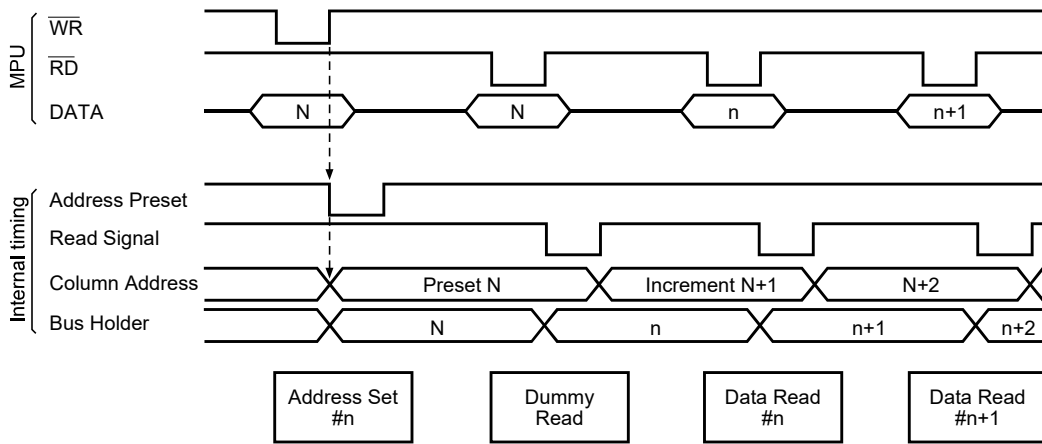 MPU
WR
RD
DATA
N
N
n
n+1
Internal timing
Address Preset
Read Signal
Column Address
Preset N
Increment N+1
N+2
Bus Holder
N
n
n+1
n+2
Address Set
#n
Dummy
Read
Data Read
#n
Data Read
#n+1